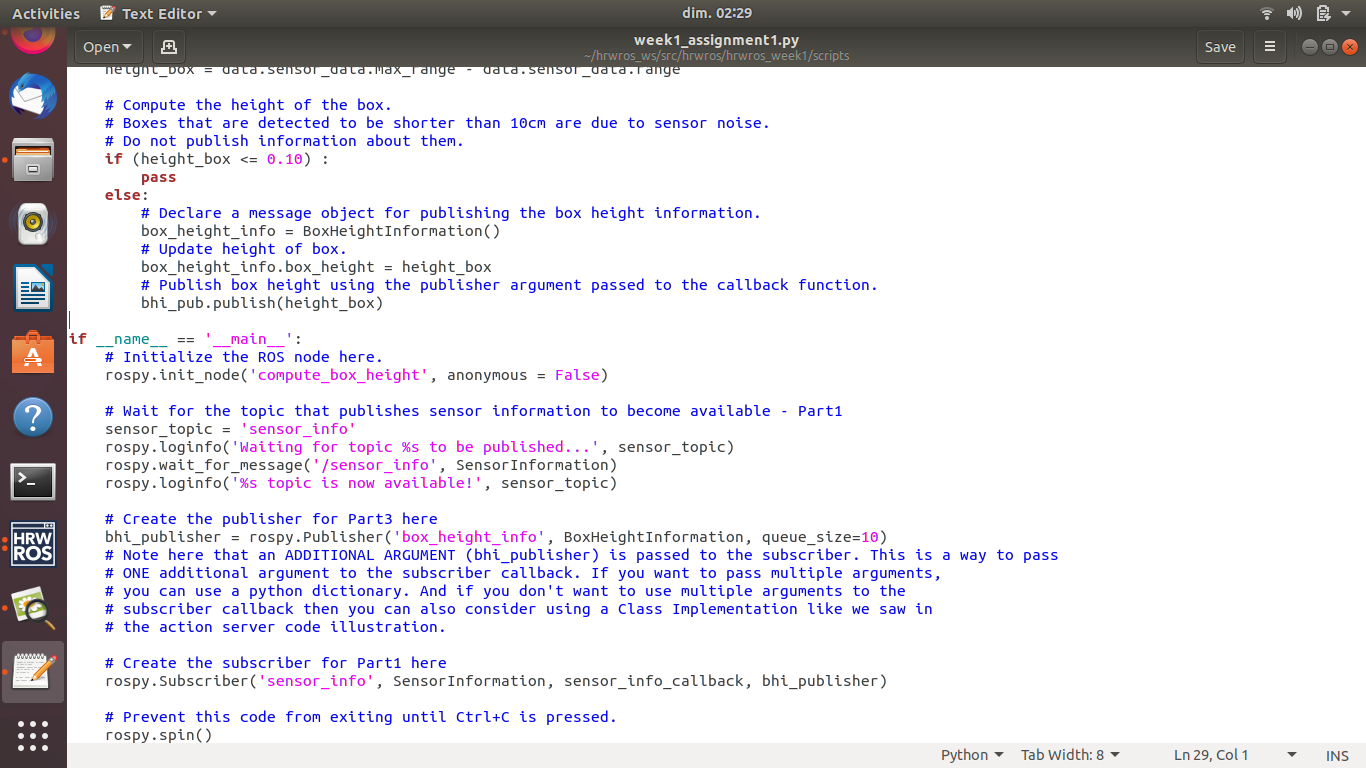 Activities Text Editor dim. 02:29
Open week1_assignment1.py Save
~/hrwros_ws/src/hrwros/hrwros_week1/scripts
height_box = data.sensor_data.max_range - data.sensor_data.range
# Compute the height of the box.
# Boxes that are detected to be shorter than 10cm are due to sensor noise.
# Do not publish information about them.
if (height_box <= 0.10) :
pass
else:
# Declare a message object for publishing the box height information.
box_height_info = BoxHeightInformation()
# Update height of box.
box_height_info.box_height = height_box
# Publish box height using the publisher argument passed to the callback function.
bhi_pub.publish(height_box)
if __name__ == '__main__':
# Initialize the ROS node here.
rospy.init_node('compute_box_height', anonymous = False)
# Wait for the topic that publishes sensor information to become available - Part1
sensor_topic = 'sensor_info'
rospy.loginfo('Waiting for topic %s to be published...', sensor_topic)
rospy.wait_for_message('/sensor_info', SensorInformation)
rospy.loginfo('%s topic is now available!', sensor_topic)
# Create the publisher for Part3 here
bhi_publisher = rospy.Publisher('box_height_info', BoxHeightInformation, queue_size=10)
# Note here that an ADDITIONAL ARGUMENT (bhi_publisher) is passed to the subscriber. This is a way to pass
# ONE additional argument to the subscriber callback. If you want to pass multiple arguments,
# you can use a python dictionary. And if you don't want to use multiple arguments to the
# subscriber callback then you can also consider using a Class Implementation like we saw in
# the action server code illustration.
# Create the subscriber for Part1 here
rospy.Subscriber('sensor_info', SensorInformation, sensor_info_callback, bhi_publisher)
# Prevent this code from exiting until Ctrl+C is pressed.
rospy.spin()
Python Tab Width: 8 Ln 29, Col 1 INS
HRW
ROS